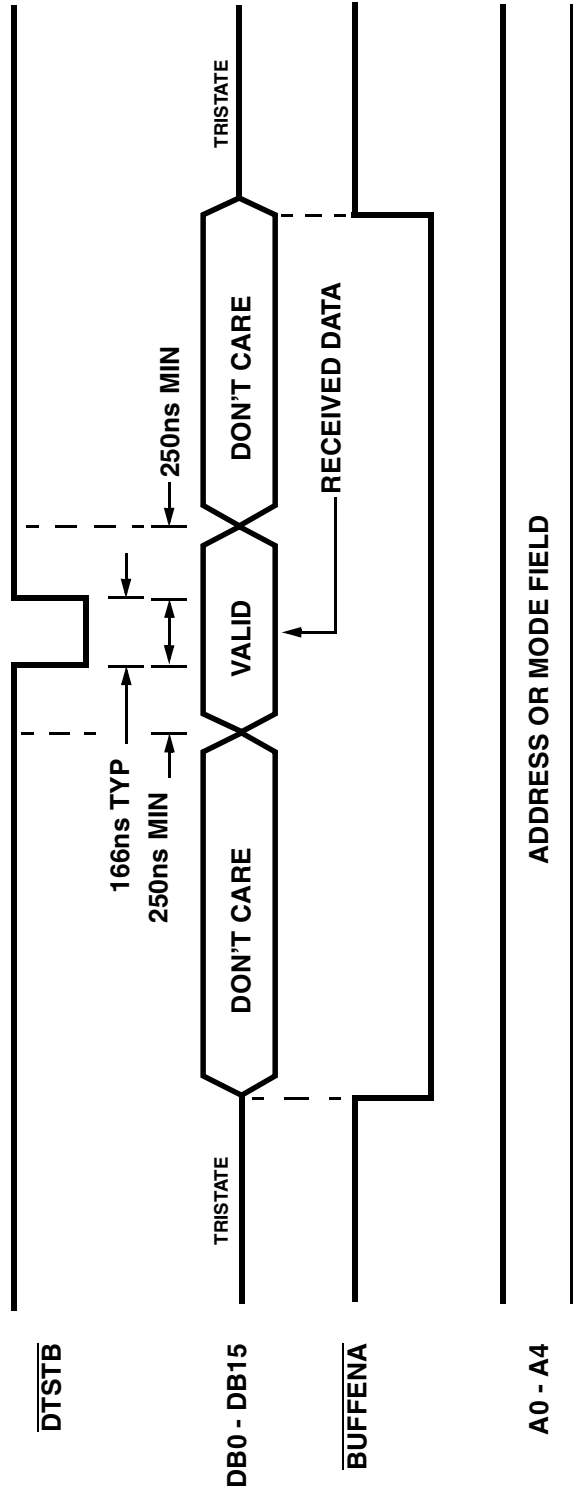 DTSTB
166ns TYP
250ns MIN
250ns MIN
DB0 - DB15
TRISTATE
DON'T CARE
VALID
DON'T CARE
TRISTATE
RECEIVED DATA
BUFFENA
A0 - A4
ADDRESS OR MODE FIELD